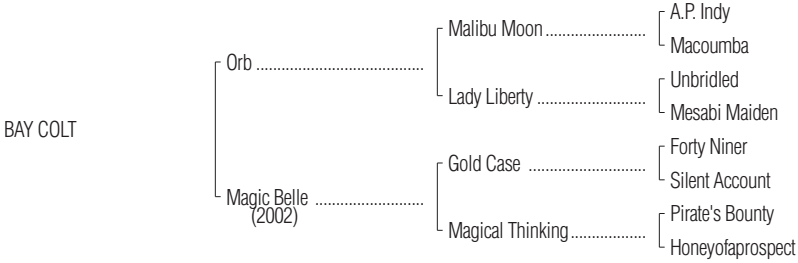 BAY COLT
Orb
Magic Belle
(2002)
Malibu Moon
Lady Liberty
Gold Case
Magical Thinking
A.P. Indy
Macoumba
Unbridled
Mesabi Maiden
Forty Niner
Silent Account
Pirate's Bounty
Honeyofaprospect